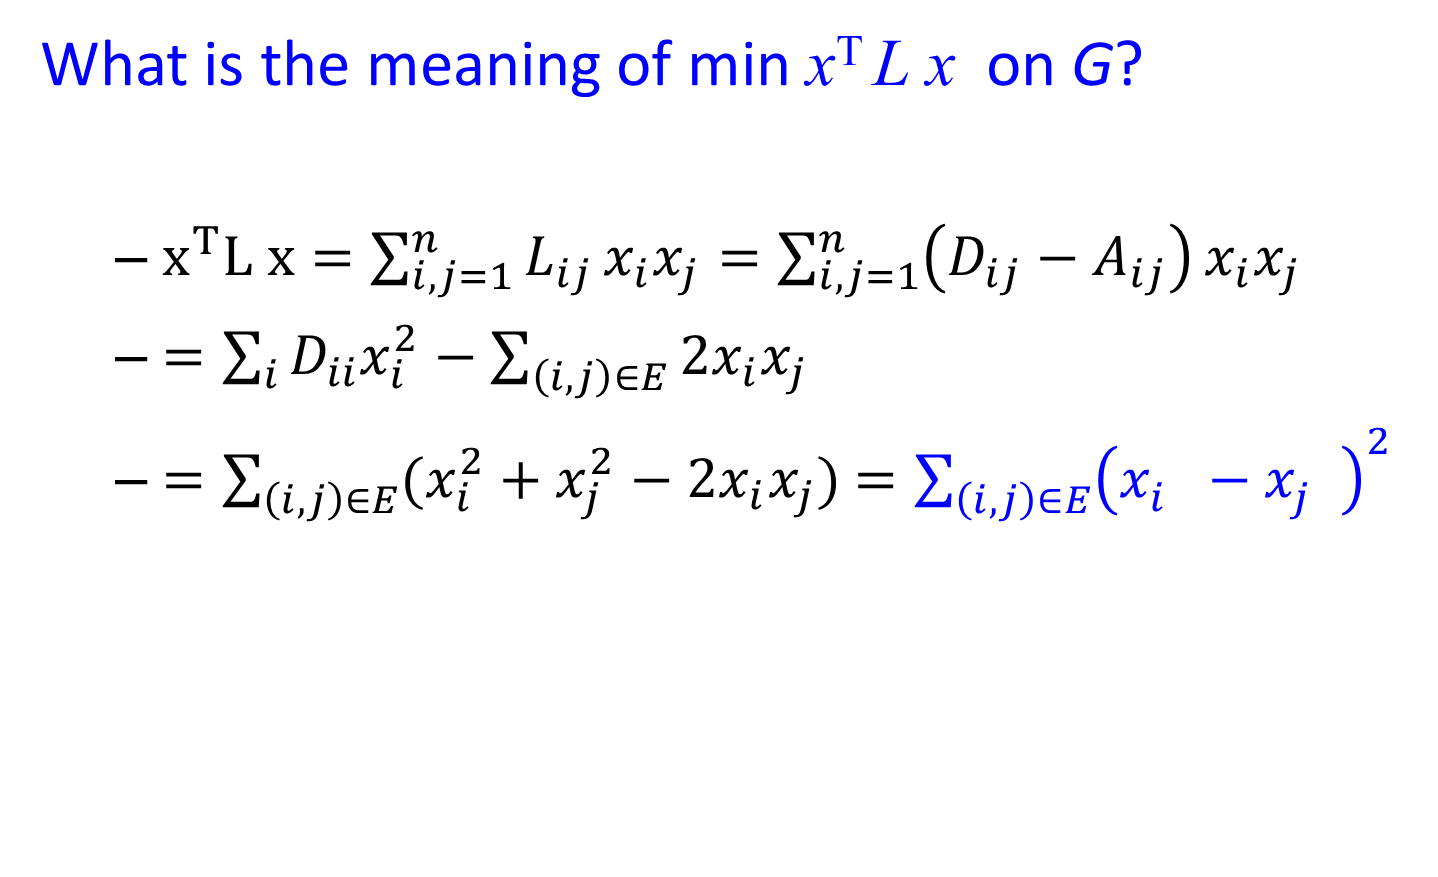 What is the meaning of min xᵀ L x on G?
– xᵀL x = ∑ⁿᵢ,ⱼ₌₁ Lᵢⱼ xᵢxⱼ = ∑ⁿᵢ,ⱼ₌₁(Dᵢⱼ − Aᵢⱼ) xᵢxⱼ
– = ∑ᵢ Dᵢᵢxᵢ² − ∑₍ᵢ,ⱼ₎∈E 2xᵢxⱼ
– = ∑₍ᵢ,ⱼ₎∈E(xᵢ² + xⱼ² − 2xᵢxⱼ) = ∑₍ᵢ,ⱼ₎∈E(xᵢ − xⱼ )²